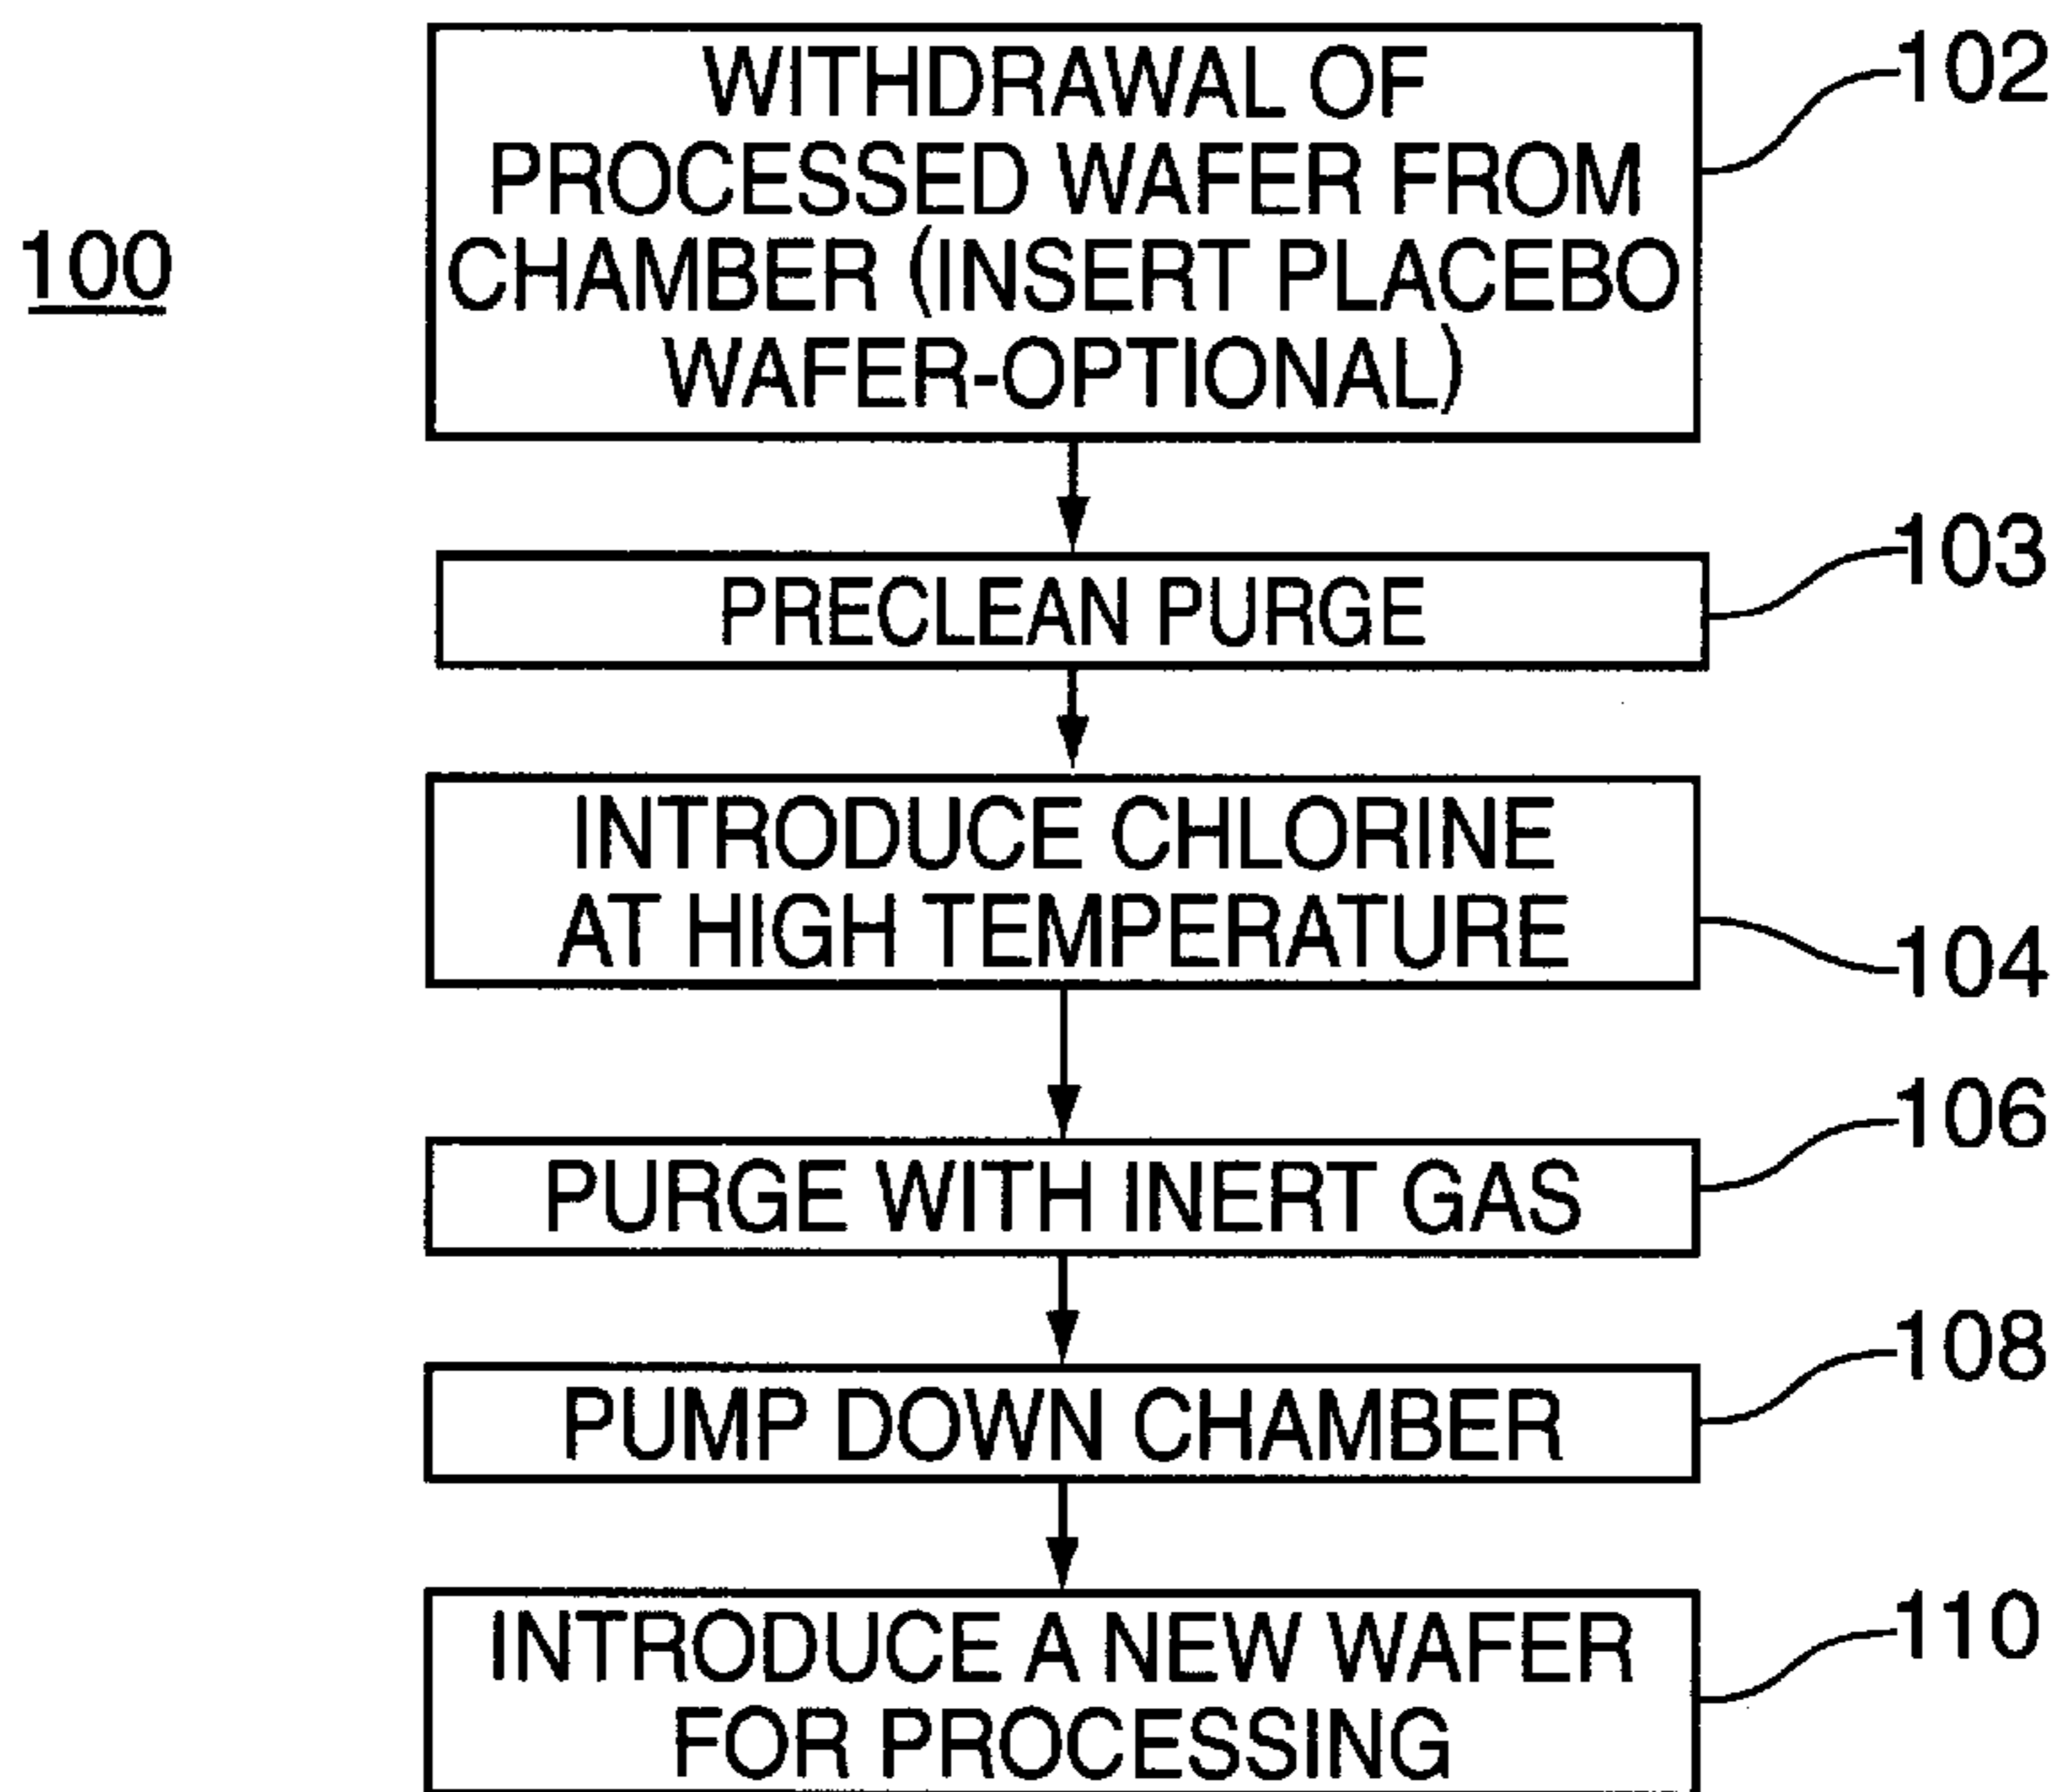 WITHDRAWAL OF
PROCESSED WAFER FROM
CHAMBER (INSERT PLACEBO
WAFER-OPTIONAL)
102
100
PRECLEAN PURGE
103
INTRODUCE CHLORINE
AT HIGH TEMPERATURE
104
PURGE WITH INERT GAS
106
PUMP DOWN CHAMBER
108
INTRODUCE A NEW WAFER
FOR PROCESSING
110